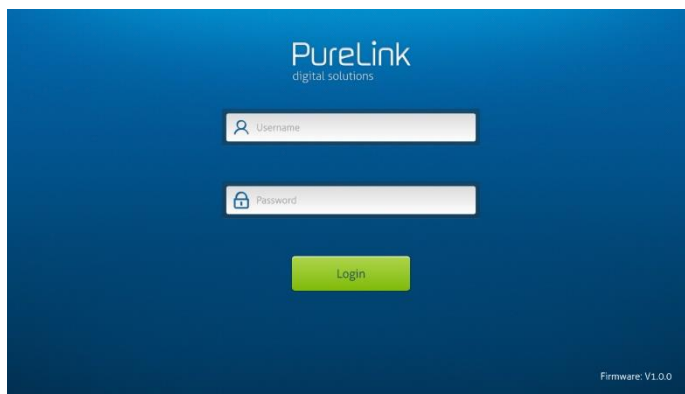 PureLink
digital solutions
Username
Password
Login
Firmware: V1.0.0